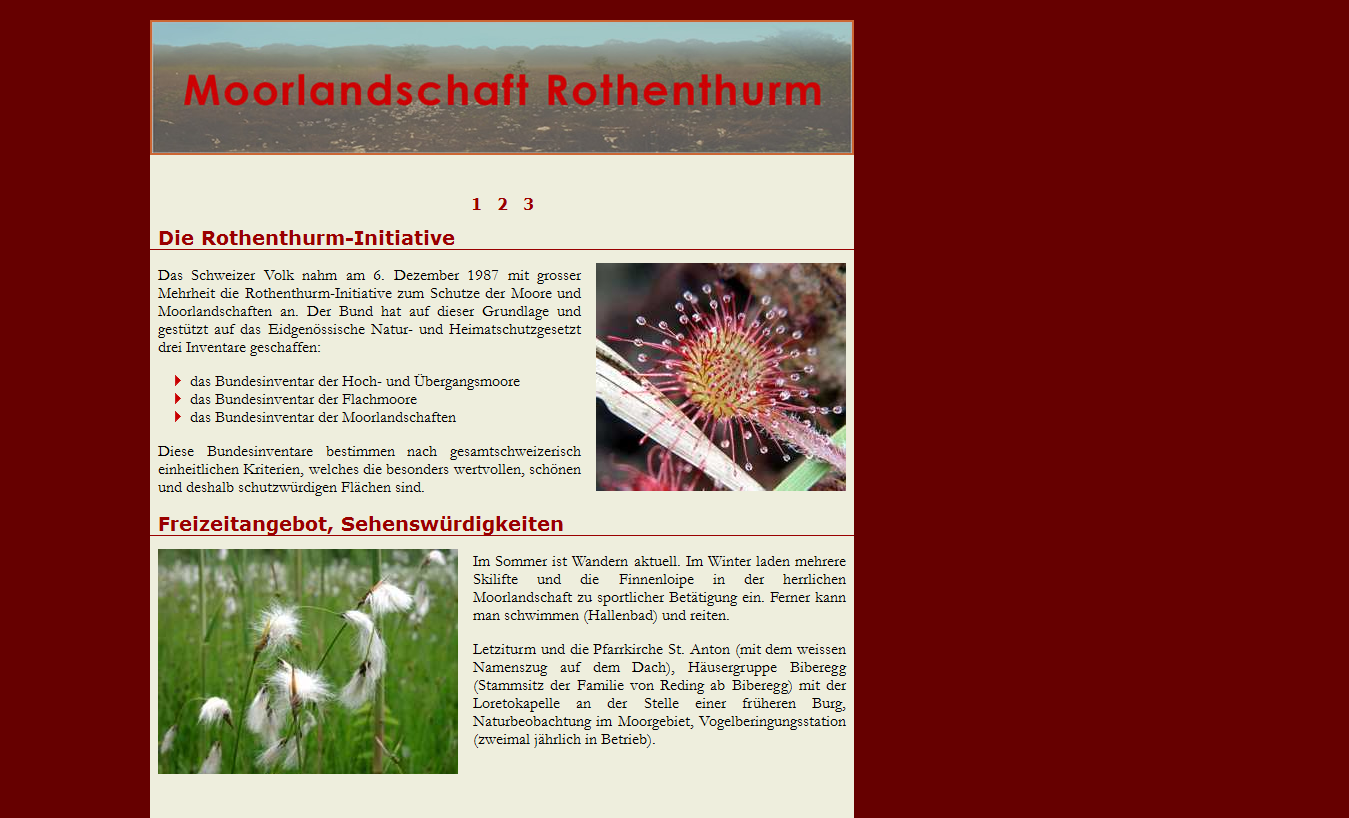 Moorlandschaft Rothenthurm
1 2 3
Die Rothenthurm-Initiative
Das Schweizer Volk nahm am 6. Dezember 1987 mit grosser
Mehrheit die Rothenthurm-Initiative zum Schutze der Moore und
Moorlandschaften an. Der Bund hat auf dieser Grundlage und
gestützt auf das Eidgenössische Natur- und Heimatschutzgesetzt
drei Inventare geschaffen:
das Bundesinventar der Hoch- und Übergangsmoore
das Bundesinventar der Flachmoore
das Bundesinventar der Moorlandschaften
Diese Bundesinventare bestimmen nach gesamtschweizerisch
einheitlichen Kriterien, welches die besonders wertvollen, schönen
und deshalb schutzwürdigen Flächen sind.
Freizeitangebot, Sehenswürdigkeiten
Im Sommer ist Wandern aktuell. Im Winter laden mehrere
Skilifte und die Finnenloipe in der herrlichen
Moorlandschaft zu sportlicher Betätigung ein. Ferner kann
man schwimmen (Hallenbad) und reiten.
Letziturm und die Pfarrkirche St. Anton (mit dem weissen
Namenszug auf dem Dach), Häusergruppe Biberegg
(Stammsitz der Familie von Reding ab Biberegg) mit der
Loretokapelle an der Stelle einer früheren Burg,
Naturbeobachtung im Moorgebiet, Vogelberingungsstation
(zweimal jährlich in Betrieb).